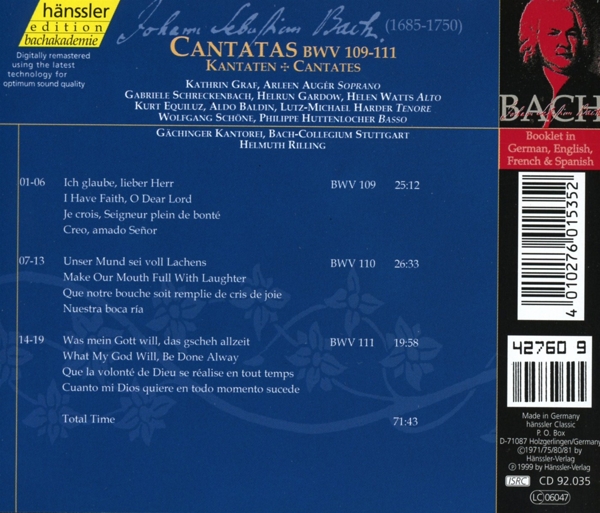 hänssler
edition
bachakademie
Digitally remastered
using the latest
technology for
optimum sound quality
Johann Sebastian Bach. (1685-1750)
CANTATAS BWV 109-111
KANTATEN ✢ CANTATES
KATHRIN GRAF, ARLEEN AUGÉR SOPRANO
GABRIELE SCHRECKENBACH, HELRUN GARDOW, HELEN WATTS ALTO
KURT EQUILUZ, ALDO BALDIN, LUTZ-MICHAEL HARDER TENORE
WOLFGANG SCHÖNE, PHILIPPE HUTTENLOCHER BASSO
GÄCHINGER KANTOREI, BACH-COLLEGIUM STUTTGART
HELMUTH RILLING
01-06 Ich glaube, lieber Herr BWV 109 25:12
I Have Faith, O Dear Lord
Je crois, Seigneur plein de bonté
Creo, amado Señor
07-13 Unser Mund sei voll Lachens BWV 110 26:33
Make Our Mouth Full With Laughter
Que notre bouche soit remplie de cris de joie
Nuestra boca ría
14-19 Was mein Gott will, das gscheh allzeit BWV 111 19:58
What My God Will, Be Done Alway
Que la volonté de Dieu se réalise en tout temps
Cuanto mi Dios quiere en todo momento sucede
Total Time 71:43
BACH
Booklet in
German, English,
French & Spanish
4 010276 015352
42760 9
Made in Germany
hänssler Classic
P. O. Box
D-71087 Holzgerlingen/Germany
©1971/75/80/81 by
Hänssler-Verlag
℗ 1999 by Hänssler-Verlag
ISRC CD 92.035
LC 06047